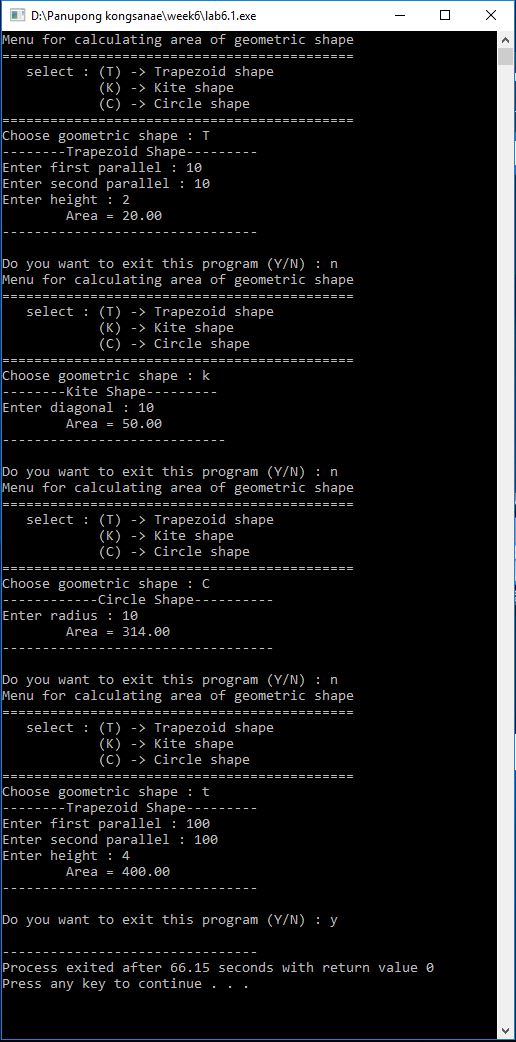 D:\Panupong kongsanae\week6\lab6.1.exe
Menu for calculating area of geometric shape
============================================
   select : (T) -> Trapezoid shape
            (K) -> Kite shape
            (C) -> Circle shape
============================================
Choose goometric shape : T
--------Trapezoid Shape---------
Enter first parallel : 10
Enter second parallel : 10
Enter height : 2
        Area = 20.00
--------------------------------
Do you want to exit this program (Y/N) : n
Menu for calculating area of geometric shape
============================================
   select : (T) -> Trapezoid shape
            (K) -> Kite shape
            (C) -> Circle shape
============================================
Choose goometric shape : k
--------Kite Shape---------
Enter diagonal : 10
        Area = 50.00
----------------------------
Do you want to exit this program (Y/N) : n
Menu for calculating area of geometric shape
============================================
   select : (T) -> Trapezoid shape
            (K) -> Kite shape
            (C) -> Circle shape
============================================
Choose goometric shape : C
------------Circle Shape----------
Enter radius : 10
        Area = 314.00
----------------------------------
Do you want to exit this program (Y/N) : n
Menu for calculating area of geometric shape
============================================
   select : (T) -> Trapezoid shape
            (K) -> Kite shape
            (C) -> Circle shape
============================================
Choose goometric shape : t
--------Trapezoid Shape---------
Enter first parallel : 100
Enter second parallel : 100
Enter height : 4
        Area = 400.00
--------------------------------
Do you want to exit this program (Y/N) : y
--------------------------------
Process exited after 66.15 seconds with return value 0
Press any key to continue . . .